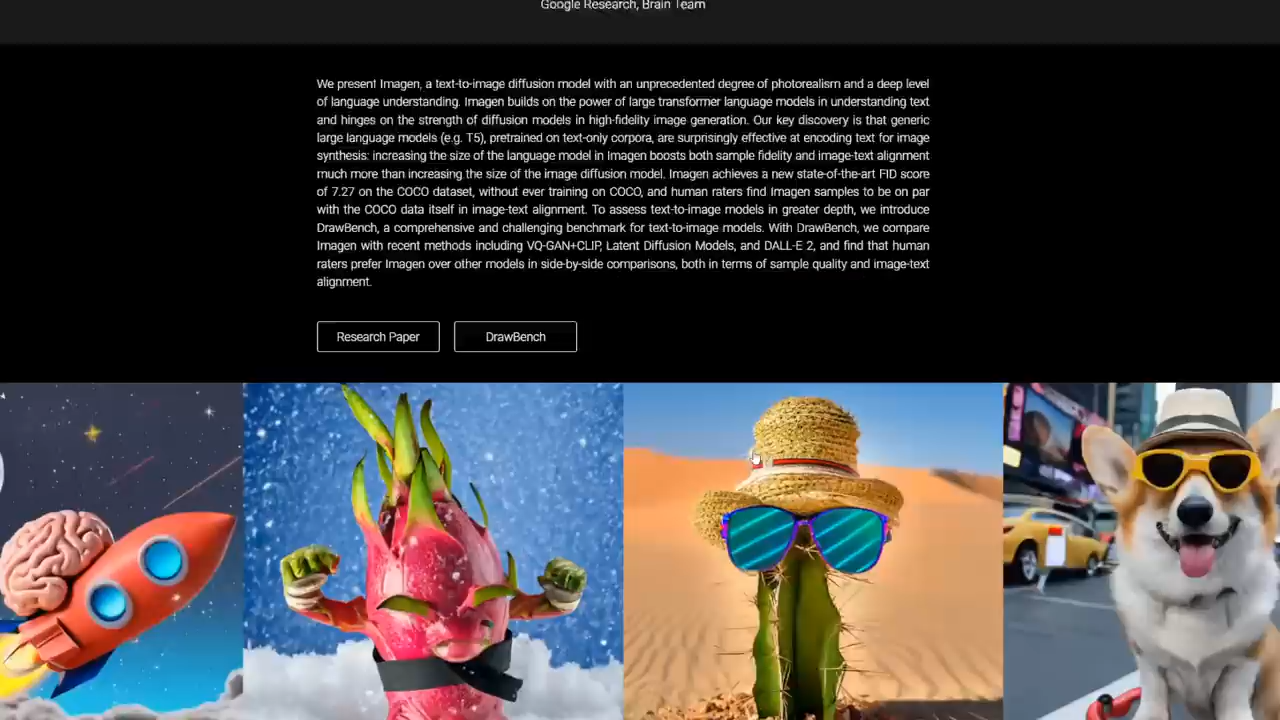 Google Research, Brain Team
We present Imagen, a text-to-image diffusion model with an unprecedented degree of photorealism and a deep level
of language understanding. Imagen builds on the power of large transformer language models in understanding text
and hinges on the strength of diffusion models in high-fidelity image generation. Our key discovery is that generic
large language models (e.g. T5), pretrained on text-only corpora, are surprisingly effective at encoding text for image
synthesis: increasing the size of the language model in Imagen boosts both sample fidelity and image-text alignment
much more than increasing the size of the image diffusion model. Imagen achieves a new state-of-the-art FID score
of 7.27 on the COCO dataset, without ever training on COCO, and human raters find Imagen samples to be on par
with the COCO data itself in image-text alignment. To assess text-to-image models in greater depth, we introduce
DrawBench, a comprehensive and challenging benchmark for text-to-image models. With DrawBench, we compare
Imagen with recent methods including VQ-GAN+CLIP, Latent Diffusion Models, and DALL-E 2, and find that human
raters prefer Imagen over other models in side-by-side comparisons, both in terms of sample quality and image-text
alignment.
Research Paper
DrawBench